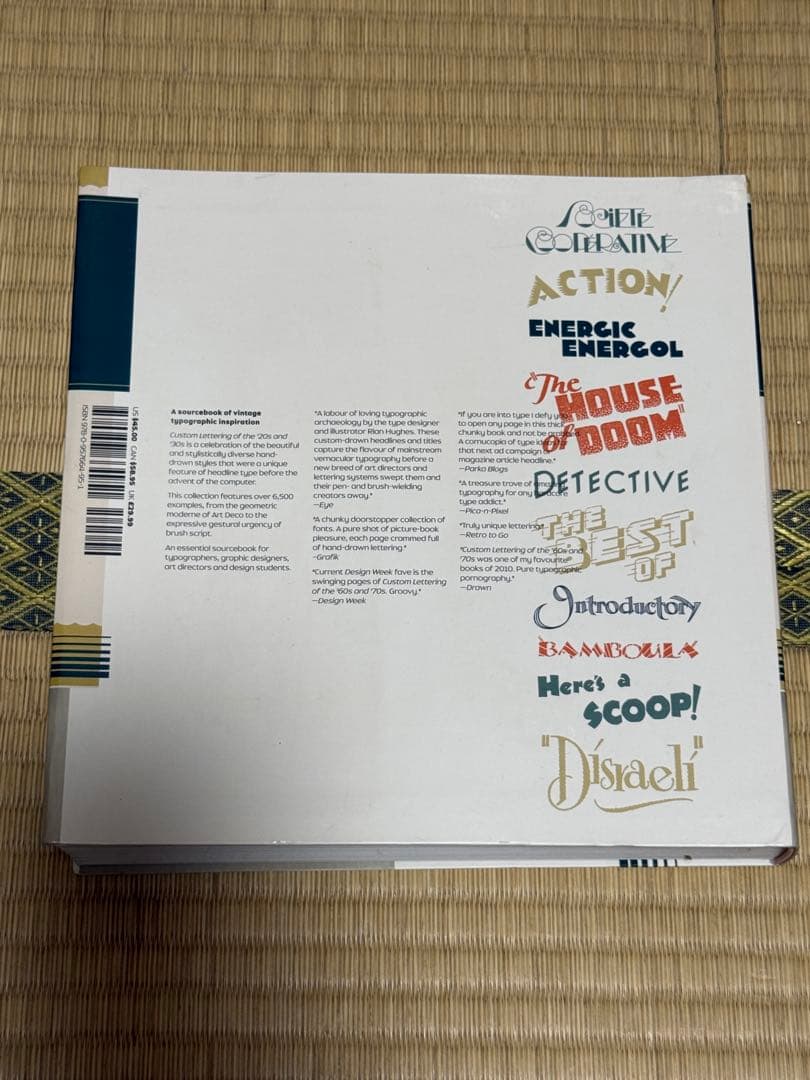 SOCIÉTÉ
COOPÉRATIVE
ACTION!
ENERGIC
ENERGOL
"The
HOUSE
of DOOM"
DETECTIVE
THE
BEST
OF
Introductory
BAMBOULA
Here's a
SCOOP!
"Disraeli"
A sourcebook of vintage
typographic inspiration
Custom Lettering of the '20s and
'30s is a celebration of the beautiful
and stylistically diverse hand-
drawn styles that were a unique
feature of headline type before the
advent of the computer.
This collection features over 6,500
examples, from the geometric
moderne of Art Deco to the
expressive gestural urgency of
brush script.
An essential sourcebook for
typographers, graphic designers,
art directors and design students.
"A labour of loving typographic
archaeology by the type designer
and illustrator Rian Hughes. These
custom-drawn headlines and titles
capture the flavour of mainstream
vernacular typography before a
new breed of art directors and
lettering systems swept them and
their pen- and brush-wielding
creators away."
—Eye
"A chunky doorstopper collection of
fonts. A pure shot of picture-book
pleasure, each page crammed full
of hand-drawn lettering."
-Grafik
"Current Design Week fave is the
swinging pages of Custom Lettering
of the '60s and '70s. Groovy."
—Design Week
"If you are into type I defy you
to open any page in this thick
chunky book and not be
A cornucopia of type ideas for
that next ad campaign or
magazine article headline."
—Parka Blogs
"A treasure trove of
typography for any hardcore
type addict."
—Pico-n-Pixel
"Truly unique lettering."
—Retro to Go
"Custom Lettering of the '60s and
'70s was one of my favourite
books of 2010. Pure typographic
pornography."
—Drawn
US $45.00 CAN $58.95 UK £29.99
ISBN 978-0-9567064-95-1